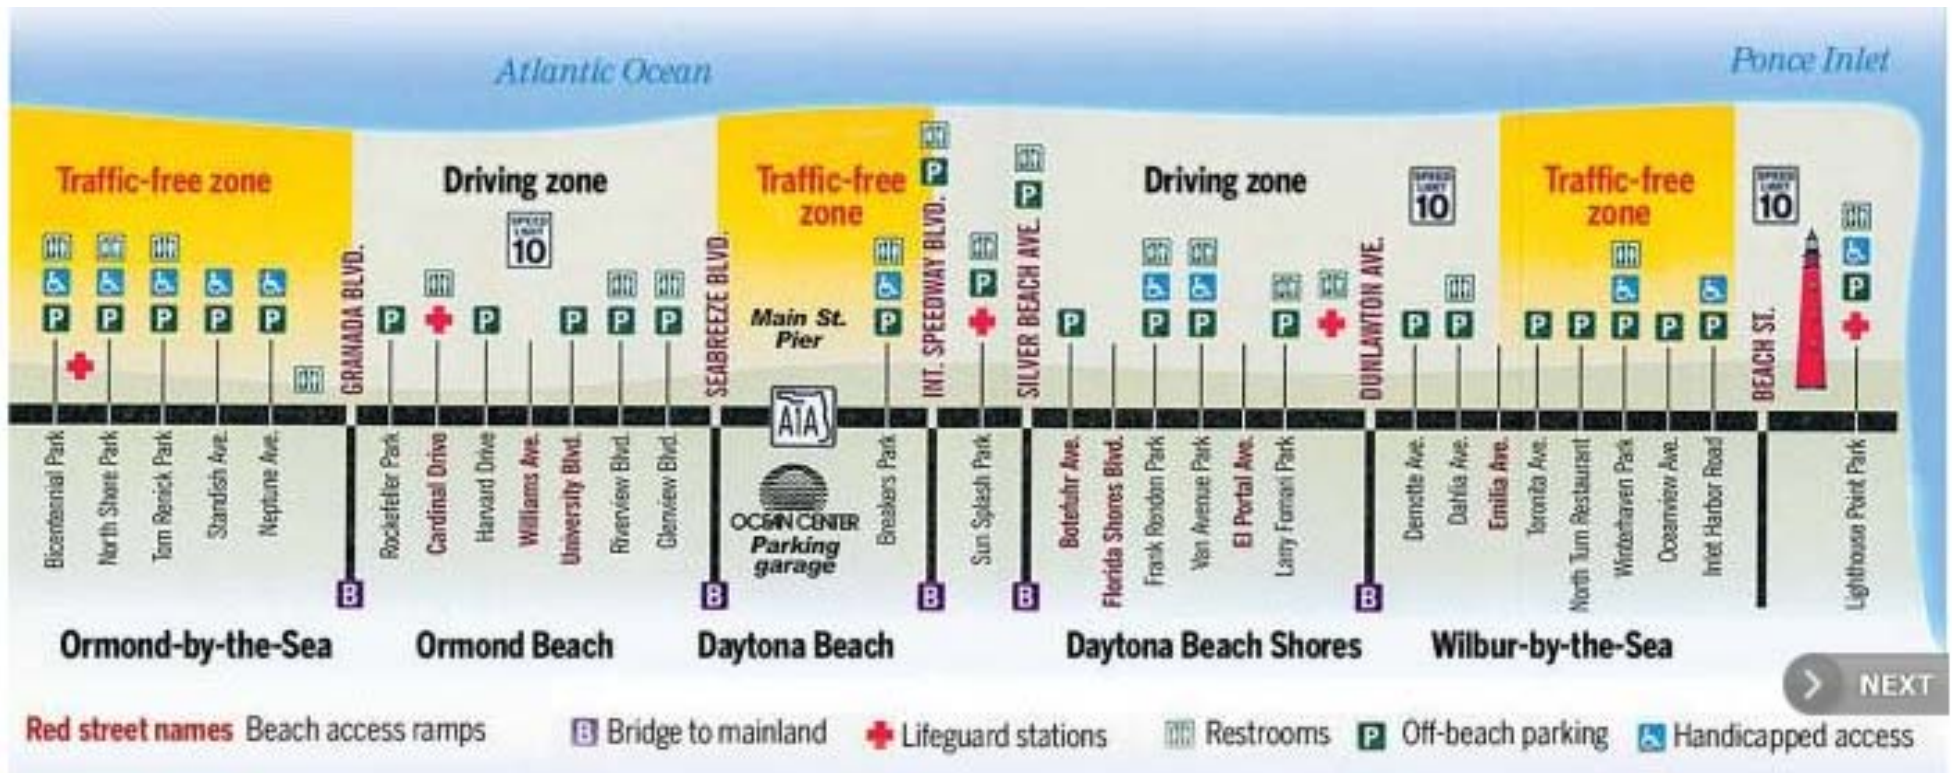 Atlantic Ocean
Ponce Inlet
Traffic-free zone
Driving zone
Traffic-free
zone
Driving zone
Traffic-free
zone
SPEED
LIMIT
10
SPEED
LIMIT
10
SPEED
LIMIT
10
GRANADA BLVD.
SEABREEZE BLVD.
INT. SPEEDWAY BLVD.
SILVER BEACH AVE.
DUNLAWTON AVE.
BEACH ST.
Main St.
Pier
A1A
OCEAN CENTER
Parking
garage
Bicentennial Park
North Shore Park
Tom Renick Park
Standish Ave.
Neptune Ave.
Rockefeller Park
Cardinal Drive
Harvard Drive
Williams Ave.
University Blvd.
Riverview Blvd.
Glenview Blvd.
Breakers Park
Sun Splash Park
Botefuhr Ave.
Florida Shores Blvd.
Frank Rendon Park
Van Avenue Park
El Portal Ave.
Larry Fornari Park
Demotte Ave.
Dahlia Ave.
Emilia Ave.
Toronita Ave.
North Turn Restaurant
Winterhaven Park
Oceanview Ave.
Inlet Harbor Road
Lighthouse Point Park
B
B
B
B
B
Ormond-by-the-Sea
Ormond Beach
Daytona Beach
Daytona Beach Shores
Wilbur-by-the-Sea
NEXT
Red street names Beach access ramps
B Bridge to mainland
Lifeguard stations
Restrooms
P Off-beach parking
Handicapped access